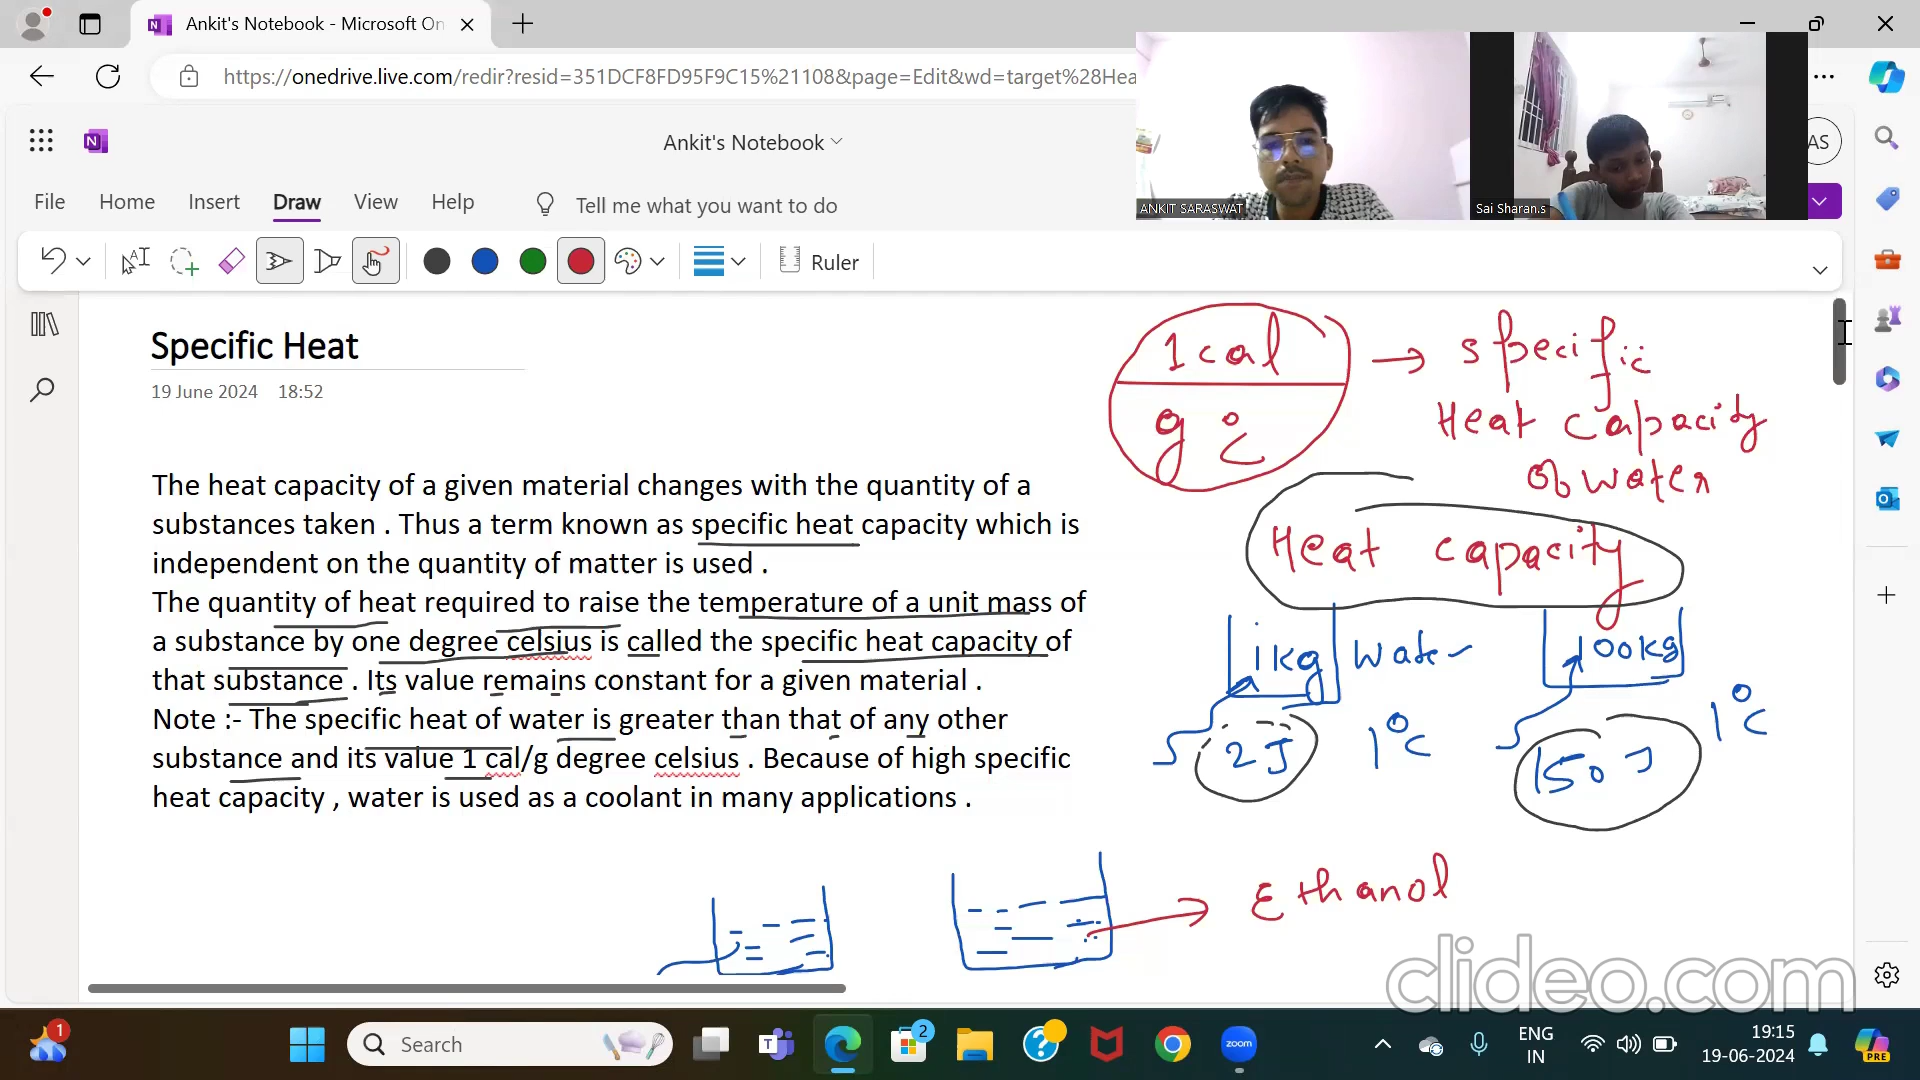 Ankit's Notebook - Microsoft On
https://onedrive.live.com/redir?resid=351DCF8FD95F9C15%21108&page=Edit&wd=target%28Hea
Ankit's Notebook
AS
File Home Insert Draw View Help Tell me what you want to do
ANKIT SARASWAT
Sai Sharan.s
Ruler
Specific Heat
19 June 2024 18:52
The heat capacity of a given material changes with the quantity of a
substances taken . Thus a term known as specific heat capacity which is
independent on the quantity of matter is used .
The quantity of heat required to raise the temperature of a unit mass of
a substance by one degree celsius is called the specific heat capacity of
that substance . Its value remains constant for a given material .
Note :- The specific heat of water is greater than that of any other
substance and its value 1 cal/g degree celsius . Because of high specific
heat capacity , water is used as a coolant in many applications .
1 cal
g °c
specific
Heat capacity
of water
Heat capacity
1kg water 100kg
2 J 1°C 150 J 1°C
Ethanol
clideo.com
1
Search
2
zoom
ENG
IN
19:15
19-06-2024
PRE